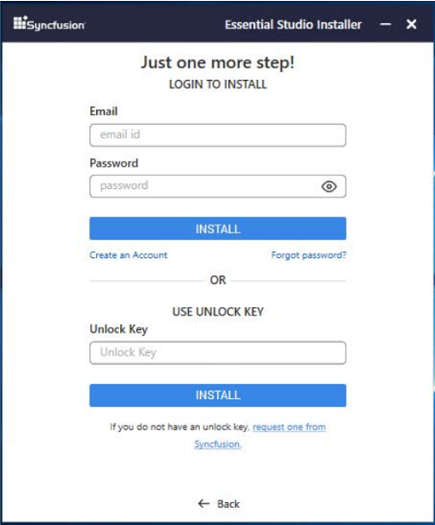 Syncfusion
Essential Studio Installer
Just one more step!
LOGIN TO INSTALL
Email
email id
Password
password
INSTALL
Create an Account Forgot password?
OR
USE UNLOCK KEY
Unlock Key
Unlock Key
INSTALL
If you do not have an unlock key, request one from
Syncfusion.
← Back